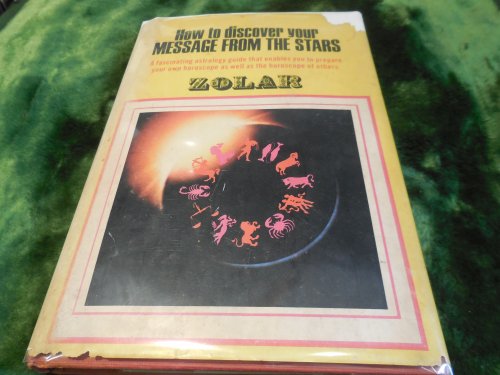 How to discover your
MESSAGE FROM THE STARS
A fascinating astrology guide that enables you to prepare
your own horoscope as well as the horoscope of others.
ZOLAR